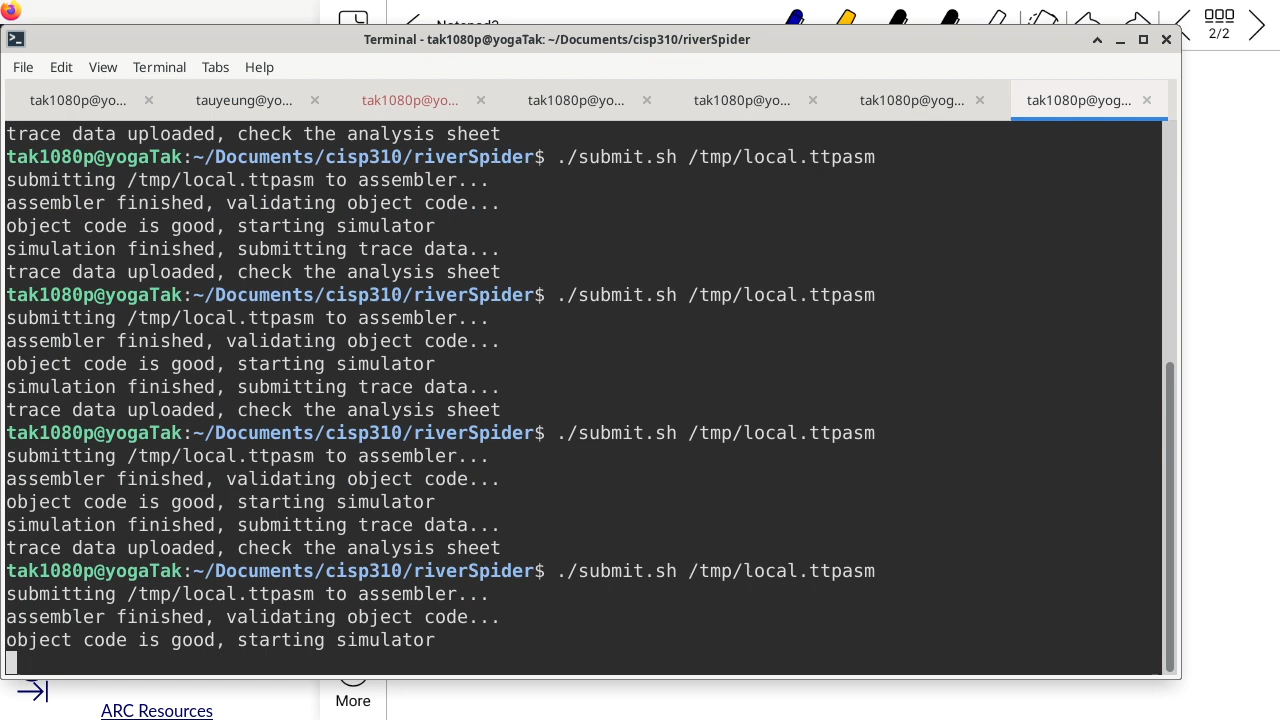 Notepad2
2/2
Terminal - tak1080p@yogaTak: ~/Documents/cisp310/riverSpider
File Edit View Terminal Tabs Help
tak1080p@yo... tauyeung@yo... tak1080p@yo... tak1080p@yo... tak1080p@yo... tak1080p@yog... tak1080p@yog...
trace data uploaded, check the analysis sheet
tak1080p@yogaTak:~/Documents/cisp310/riverSpider$ ./submit.sh /tmp/local.ttpasm
submitting /tmp/local.ttpasm to assembler...
assembler finished, validating object code...
object code is good, starting simulator
simulation finished, submitting trace data...
trace data uploaded, check the analysis sheet
tak1080p@yogaTak:~/Documents/cisp310/riverSpider$ ./submit.sh /tmp/local.ttpasm
submitting /tmp/local.ttpasm to assembler...
assembler finished, validating object code...
object code is good, starting simulator
simulation finished, submitting trace data...
trace data uploaded, check the analysis sheet
tak1080p@yogaTak:~/Documents/cisp310/riverSpider$ ./submit.sh /tmp/local.ttpasm
submitting /tmp/local.ttpasm to assembler...
assembler finished, validating object code...
object code is good, starting simulator
simulation finished, submitting trace data...
trace data uploaded, check the analysis sheet
tak1080p@yogaTak:~/Documents/cisp310/riverSpider$ ./submit.sh /tmp/local.ttpasm
submitting /tmp/local.ttpasm to assembler...
assembler finished, validating object code...
object code is good, starting simulator
More
ARC Resources